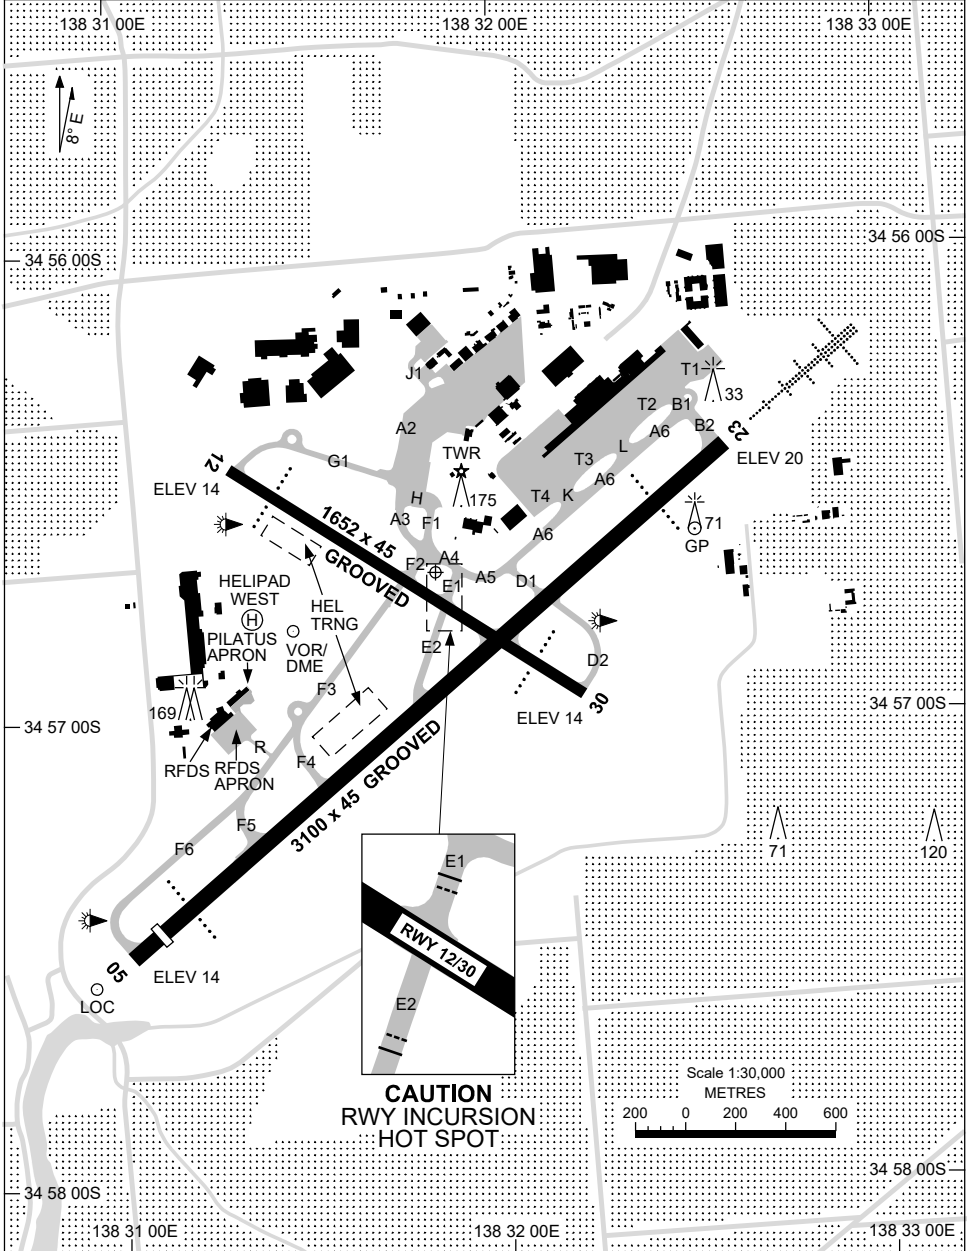 138 31 00E
138 32 00E
138 33 00E
8° E
34 56 00S
34 56 00S
J1
T1
33
T2
B1
A2
A6
B2
23
TWR
L
ELEV 20
12
G1
T3
ELEV 14
A6
175
T4
K
H
1652 x 45
GROOVED
A3
F1
71
A6
GP
A4
F2
HELIPAD
WEST
E1
A5
D1
H
HEL
TRNG
PILATUS
APRON
VOR/
DME
E2
D2
F3
30
169
ELEV 14
34 57 00S
34 57 00S
R
RFDS
RFDS
APRON
F4
3100 x 45 GROOVED
F5
F6
71
120
E1
RWY 12/30
05
ELEV 14
LOC
E2
CAUTION
RWY INCURSION
HOT SPOT
Scale 1:30,000
METRES
200 0 200 400 600
34 58 00S
34 58 00S
138 31 00E
138 32 00E
138 33 00E